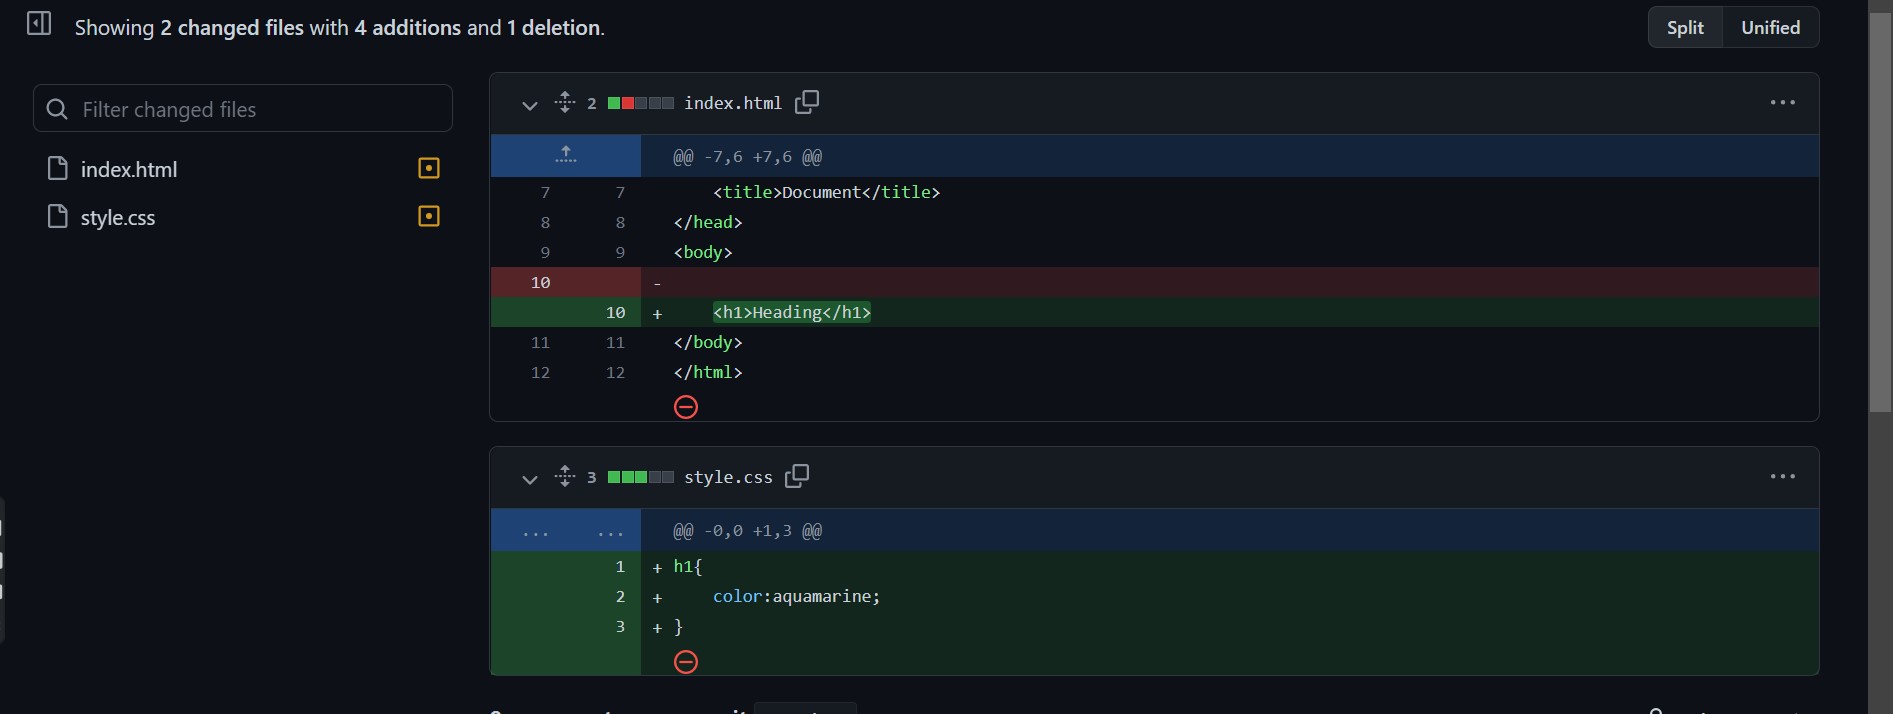 Showing 2 changed files with 4 additions and 1 deletion.
Split Unified
Filter changed files
index.html
style.css
2 index.html
@@ -7,6 +7,6 @@
7 7 <title>Document</title>
8 8 </head>
9 9 <body>
10 -
10 + <h1>Heading</h1>
11 11 </body>
12 12 </html>
3 style.css
... ... @@ -0,0 +1,3 @@
1 + h1{
2 + color:aquamarine;
3 + }